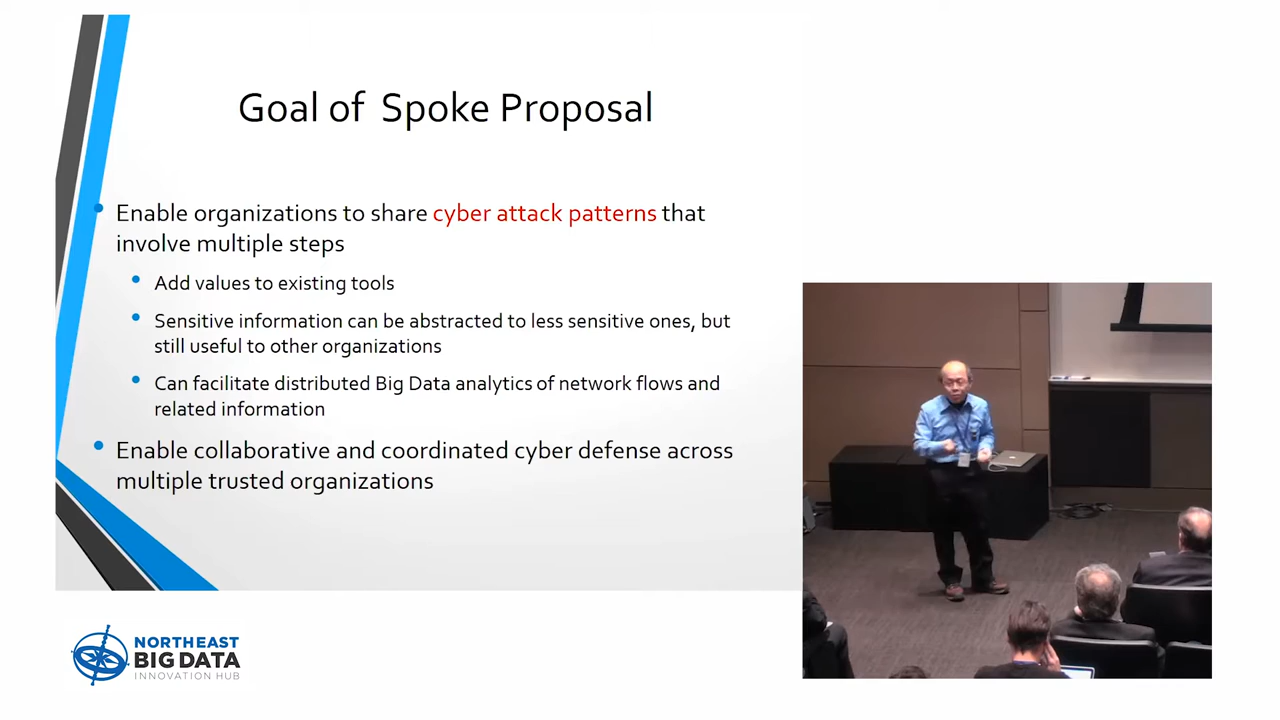 Goal of Spoke Proposal
Enable organizations to share cyber attack patterns that
involve multiple steps
Add values to existing tools
Sensitive information can be abstracted to less sensitive ones, but
still useful to other organizations
Can facilitate distributed Big Data analytics of network flows and
related information
Enable collaborative and coordinated cyber defense across
multiple trusted organizations
NORTHEAST
BIG DATA
INNOVATION HUB